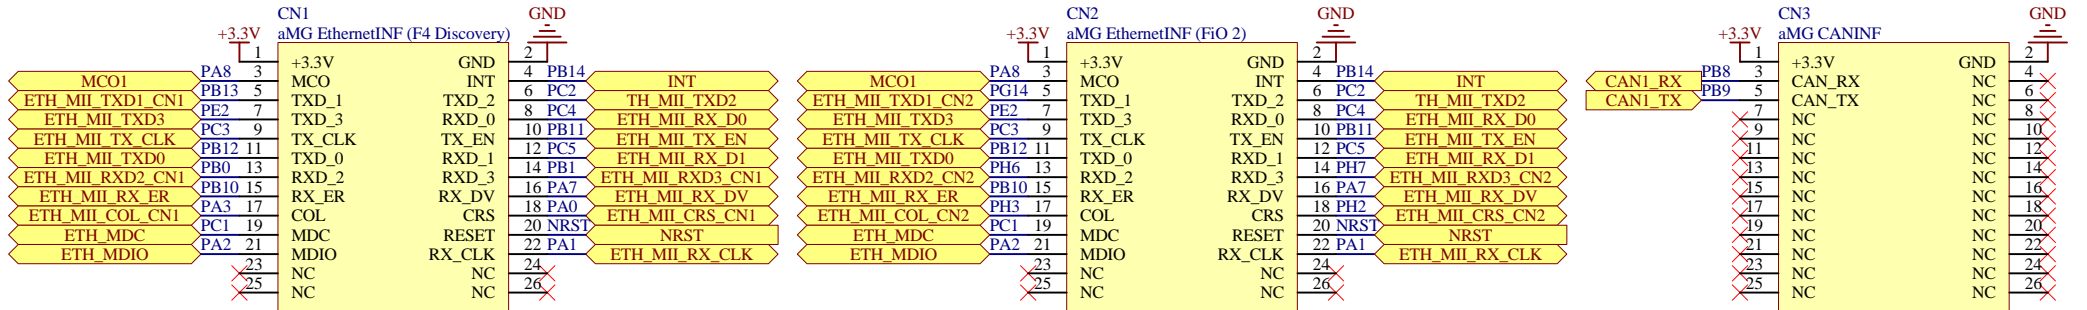 CN1 GND
+3.3V aMG EthernetINF (F4 Discovery)
1 +3.3V GND 2
MCO1 PA8 3 MCO INT 4 PB14 INT
ETH_MII_TXD1_CN1 PB13 5 TXD_1 TXD_2 6 PC2 TH_MII_TXD2
ETH_MII_TXD3 PE2 7 TXD_3 RXD_0 8 PC4 ETH_MII_RX_D0
ETH_MII_TX_CLK PC3 9 TX_CLK TX_EN 10 PB11 ETH_MII_TX_EN
ETH_MII_TXD0 PB12 11 TXD_0 RXD_1 12 PC5 ETH_MII_RX_D1
ETH_MII_RXD2_CN1 PB0 13 RXD_2 RXD_3 14 PB1 ETH_MII_RXD3_CN1
ETH_MII_RX_ER PB10 15 RX_ER RX_DV 16 PA7 ETH_MII_RX_DV
ETH_MII_COL_CN1 PA3 17 COL CRS 18 PA0 ETH_MII_CRS_CN1
ETH_MDC PC1 19 MDC RESET 20 NRST NRST
ETH_MDIO PA2 21 MDIO RX_CLK 22 PA1 ETH_MII_RX_CLK
23 NC NC 24
25 NC NC 26
CN2 GND
+3.3V aMG EthernetINF (FiO 2)
1 +3.3V GND 2
MCO1 PA8 3 MCO INT 4 PB14 INT
ETH_MII_TXD1_CN2 PG14 5 TXD_1 TXD_2 6 PC2 TH_MII_TXD2
ETH_MII_TXD3 PE2 7 TXD_3 RXD_0 8 PC4 ETH_MII_RX_D0
ETH_MII_TX_CLK PC3 9 TX_CLK TX_EN 10 PB11 ETH_MII_TX_EN
ETH_MII_TXD0 PB12 11 TXD_0 RXD_1 12 PC5 ETH_MII_RX_D1
ETH_MII_RXD2_CN2 PH6 13 RXD_2 RXD_3 14 PH7 ETH_MII_RXD3_CN2
ETH_MII_RX_ER PB10 15 RX_ER RX_DV 16 PA7 ETH_MII_RX_DV
ETH_MII_COL_CN2 PH3 17 COL CRS 18 PH2 ETH_MII_CRS_CN2
ETH_MDC PC1 19 MDC RESET 20 NRST NRST
ETH_MDIO PA2 21 MDIO RX_CLK 22 PA1 ETH_MII_RX_CLK
23 NC NC 24
25 NC NC 26
CN3 GND
+3.3V aMG CANINF
1 +3.3V GND 2
CAN1_RX PB8 3 CAN_RX NC 4
CAN1_TX PB9 5 CAN_TX NC 6
7 NC NC 8
9 NC NC 10
11 NC NC 12
13 NC NC 14
15 NC NC 16
17 NC NC 18
19 NC NC 20
21 NC NC 22
23 NC NC 24
25 NC NC 26